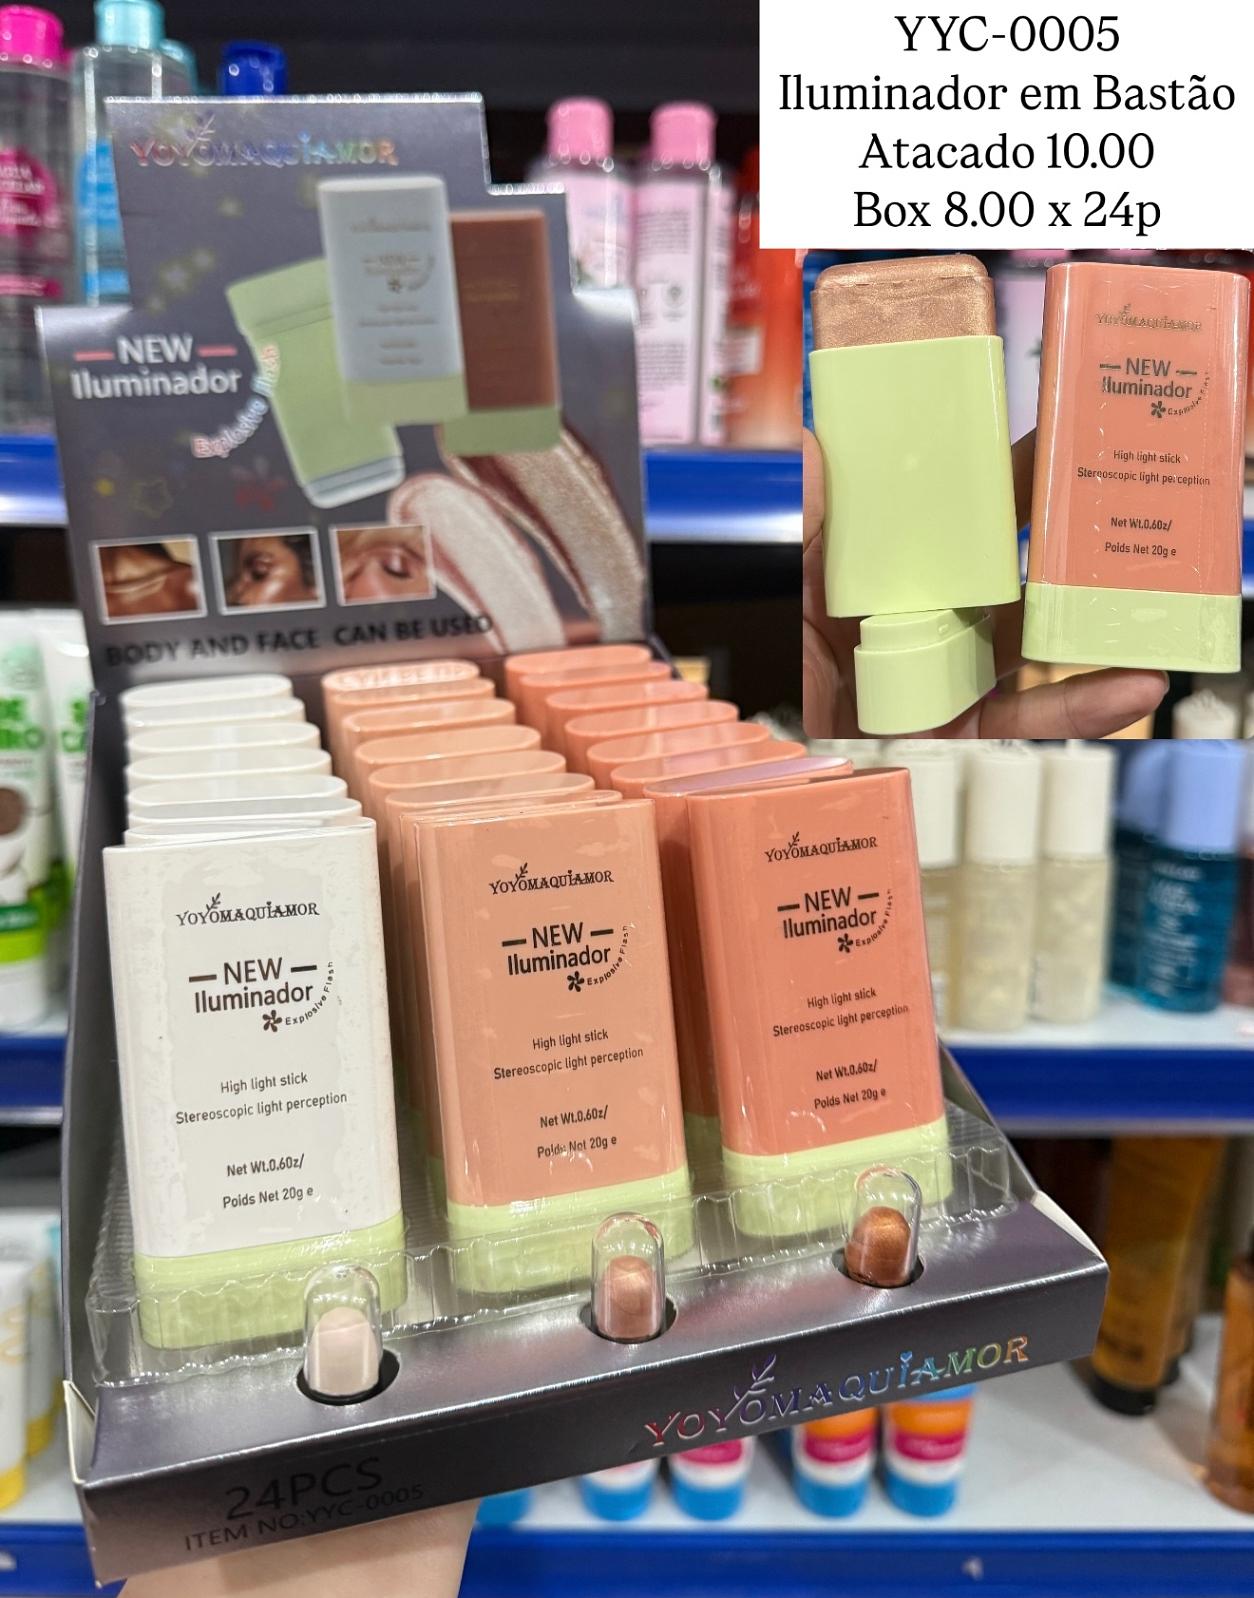 YYC-0005
Iluminador em Bastão
Atacado 10.00
Box 8.00 x 24p
YOYOMAQUIAMOR
NEW
Iluminador
Explosive Flash
BODY AND FACE CAN BE USED
YOYOMAQUIAMOR
NEW
Iluminador
Explosive Flash
High light stick
Stereoscopic light perception
Net Wt.0.60z/
Poids Net 20g e
YOYOMAQUIAMOR
NEW
Iluminador
Explosive Flash
High light stick
Stereoscopic light perception
Net Wt.0.60z/
Poids Net 20g e
YOYOMAQUIAMOR
NEW
Iluminador
Explosive Flash
High light stick
Stereoscopic light perception
Net Wt.0.60z/
Poids Net 20g e
YOYOMAQUIAMOR
NEW
Iluminador
Explosive Flash
High light stick
Stereoscopic light perception
Net Wt.0.60z/
Poids Net 20g e
YOYOMAQUIAMOR
24PCS
ITEM NO:YYC-0005